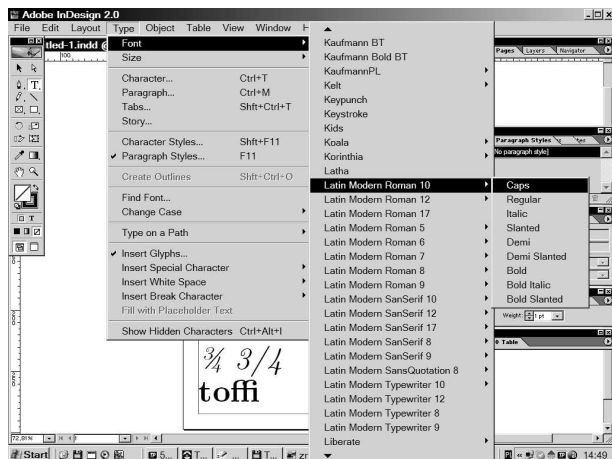 Adobe InDesign 2.0
File Edit Layout Type Object Table View Window
tled-1.indd @
100
Font
Size
Character... Ctrl+T
Paragraph... Ctrl+M
Tabs... Shft+Ctrl+T
Story...
Character Styles... Shft+F11
Paragraph Styles... F11
Create Outlines Shft+Ctrl+O
Find Font...
Change Case
Type on a Path
Insert Glyphs...
Insert Special Character
Insert White Space
Insert Break Character
Fill with Placeholder Text
Show Hidden Characters Ctrl+Alt+I
Kaufmann BT
Kaufmann Bold BT
KaufmannPL
Kelt
Keypunch
Keystroke
Kids
Koala
Korinthia
Latha
Latin Modern Roman 10
Latin Modern Roman 12
Latin Modern Roman 17
Latin Modern Roman 5
Latin Modern Roman 6
Latin Modern Roman 7
Latin Modern Roman 8
Latin Modern Roman 9
Latin Modern SanSerif 10
Latin Modern SanSerif 12
Latin Modern SanSerif 17
Latin Modern SanSerif 8
Latin Modern SanSerif 9
Latin Modern SansQuotation 8
Latin Modern Typewriter 10
Latin Modern Typewriter 12
Latin Modern Typewriter 8
Latin Modern Typewriter 9
Liberate
Caps
Regular
Italic
Slanted
Demi
Demi Slanted
Bold
Bold Italic
Bold Slanted
Pages Layers Navigator
Paragraph Styles
No paragraph style
Weight: 1 pt
Table
¾ 3/4
toffi
72,81%
Start 5... T... T... zr 14:49